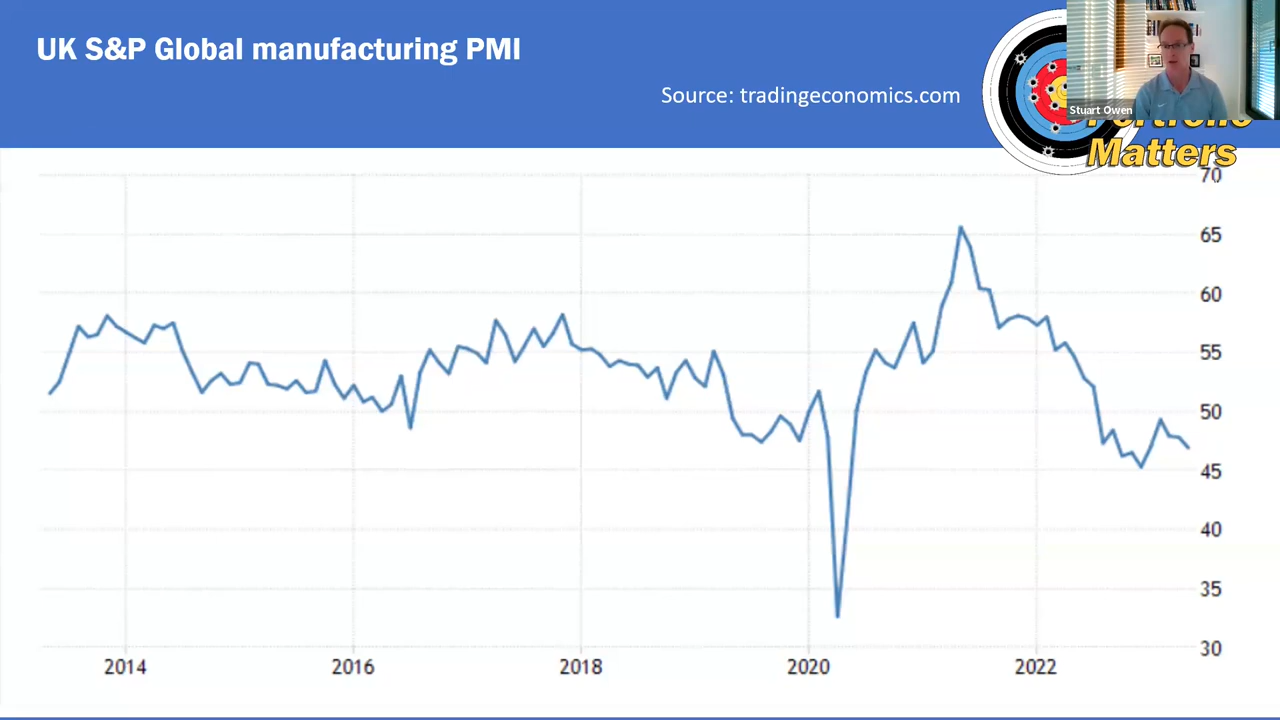 UK S&P Global manufacturing PMI
Source: tradingeconomics.com
Stuart Owen
Matters
70
65
60
55
50
45
40
35
30
2014 2016 2018 2020 2022